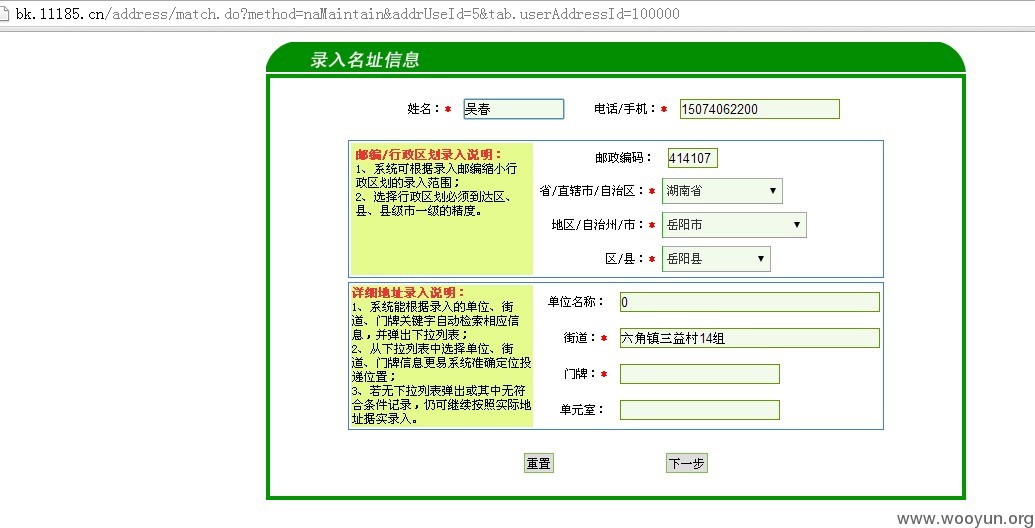 bk.11185.cn/address/match.do?method=naMaintain&addrUseId=5&tab.userAddressId=100000
录入名址信息
姓名：* 吴春 电话/手机：* 15074062200
邮编/行政区划录入说明：
1、系统可根据录入邮编缩小行
政区划的录入范围；
2、选择行政区划必须到达区、
县、县级市一级的精度。
邮政编码： 414107
省/直辖市/自治区：* 湖南省
地区/自治州/市：* 岳阳市
区/县：* 岳阳县
详细地址录入说明：
1、系统能根据录入的单位、街
道、门牌关键字自动检索相应信
息，并弹出下拉列表；
2、从下拉列表中选择单位、街
道、门牌信息更易系统准确定位投
递位置；
3、若无下拉列表弹出或其中无符
合条件记录，仍可继续按照实际地
址据实录入。
单位名称： 0
街道：* 六角镇三益村14组
门牌：*
单元室：
重置 下一步
www.wooyun.org